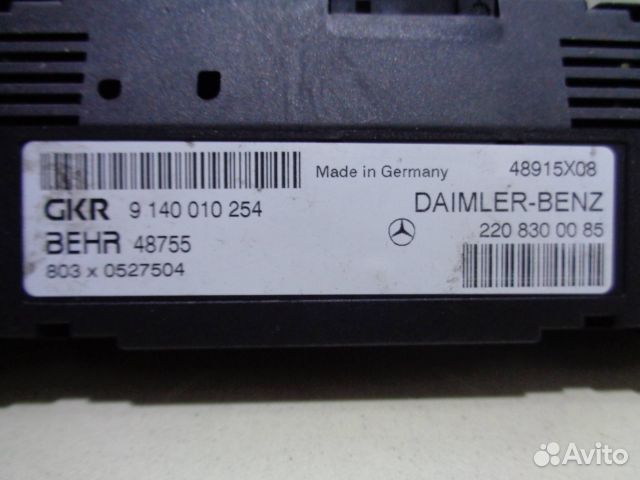 Made in Germany 48915X08
GKR 9 140 010 254 DAIMLER-BENZ
BEHR 48755 220 830 00 85
803 x 0527504
Avito